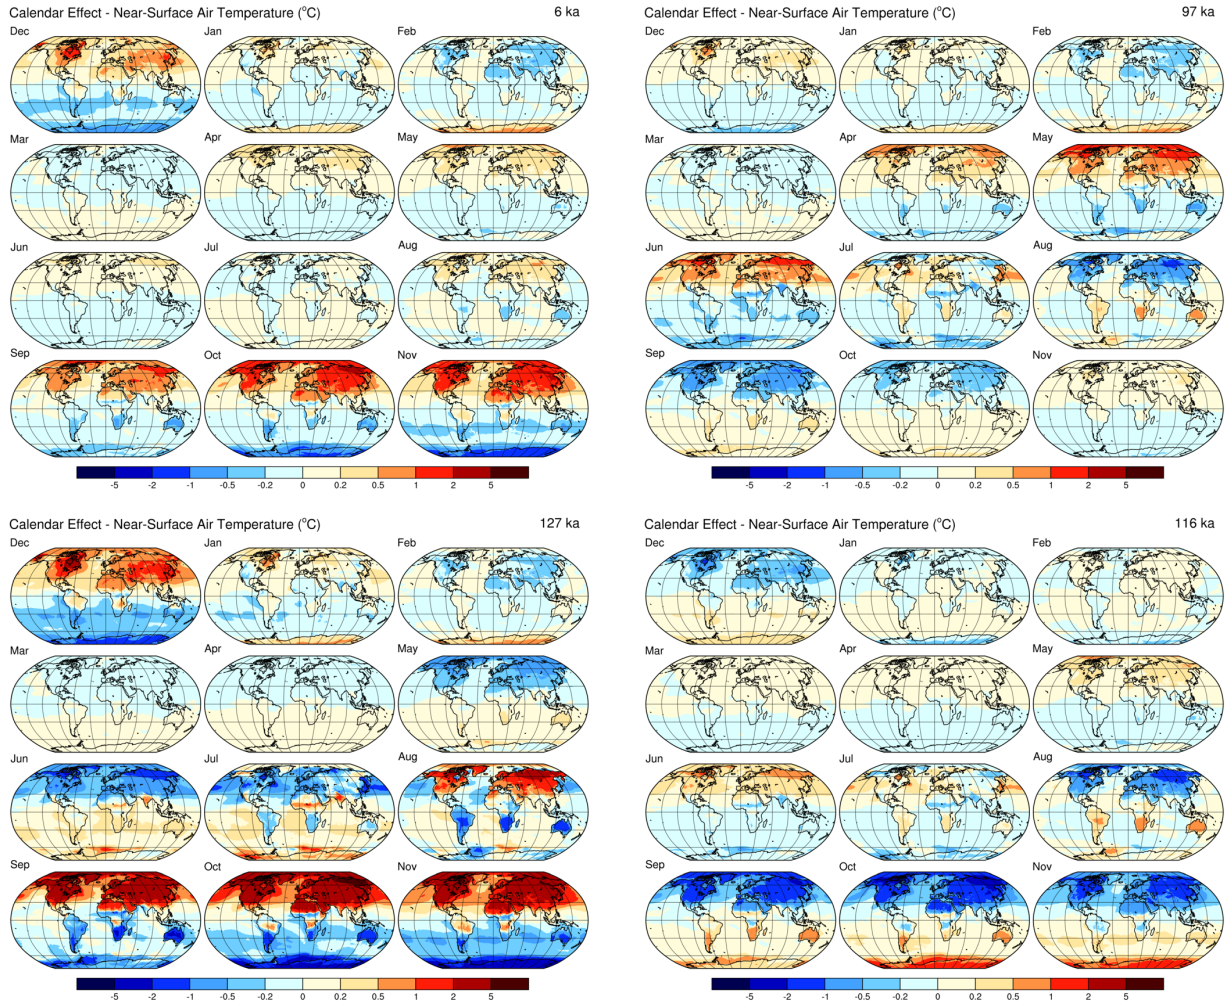 Calendar Effect - Near-Surface Air Temperature (°C) 6 ka
Dec Jan Feb
Mar Apr May
Jun Jul Aug
Sep Oct Nov
-5 -2 -1 -0.5 -0.2 0 0.2 0.5 1 2 5
Calendar Effect - Near-Surface Air Temperature (°C) 97 ka
Dec Jan Feb
Mar Apr May
Jun Jul Aug
Sep Oct Nov
-5 -2 -1 -0.5 -0.2 0 0.2 0.5 1 2 5
Calendar Effect - Near-Surface Air Temperature (°C) 127 ka
Dec Jan Feb
Mar Apr May
Jun Jul Aug
Sep Oct Nov
-5 -2 -1 -0.5 -0.2 0 0.2 0.5 1 2 5
Calendar Effect - Near-Surface Air Temperature (°C) 116 ka
Dec Jan Feb
Mar Apr May
Jun Jul Aug
Sep Oct Nov
-5 -2 -1 -0.5 -0.2 0 0.2 0.5 1 2 5